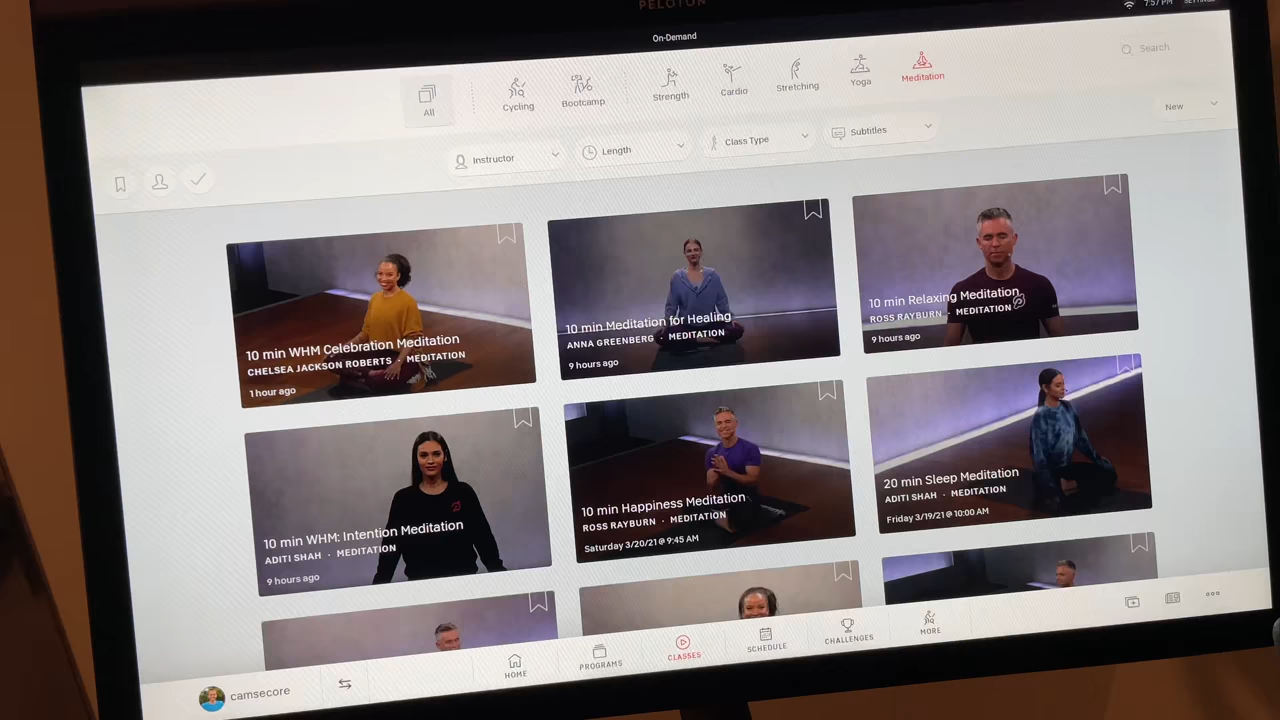 PELOTON
7:57 PM
SETTINGS
On-Demand
All
Cycling
Bootcamp
Strength
Cardio
Stretching
Yoga
Meditation
Search
Instructor
Length
Class Type
Subtitles
New
10 min WHM Celebration Meditation
CHELSEA JACKSON ROBERTS · MEDITATION
1 hour ago
10 min Meditation for Healing
ANNA GREENBERG · MEDITATION
9 hours ago
10 min Relaxing Meditation
ROSS RAYBURN · MEDITATION
9 hours ago
10 min WHM: Intention Meditation
ADITI SHAH · MEDITATION
9 hours ago
10 min Happiness Meditation
ROSS RAYBURN · MEDITATION
Saturday 3/20/21 @ 9:45 AM
20 min Sleep Meditation
ADITI SHAH · MEDITATION
Friday 3/19/21 @ 10:00 AM
camsecore
HOME
PROGRAMS
CLASSES
SCHEDULE
CHALLENGES
MORE